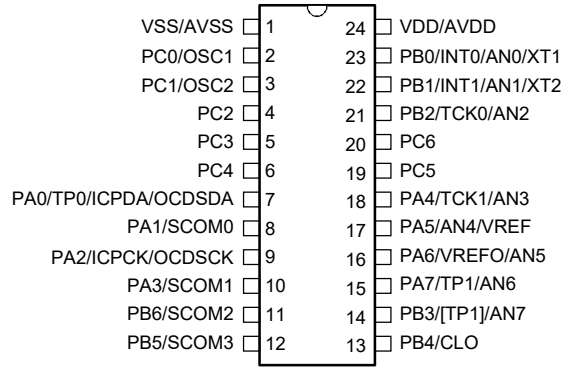 VSS/AVSS 1 24 VDD/AVDD
PC0/OSC1 2 23 PB0/INT0/AN0/XT1
PC1/OSC2 3 22 PB1/INT1/AN1/XT2
PC2 4 21 PB2/TCK0/AN2
PC3 5 20 PC6
PC4 6 19 PC5
PA0/TP0/ICPDA/OCDSDA 7 18 PA4/TCK1/AN3
PA1/SCOM0 8 17 PA5/AN4/VREF
PA2/ICPCK/OCDSCK 9 16 PA6/VREFO/AN5
PA3/SCOM1 10 15 PA7/TP1/AN6
PB6/SCOM2 11 14 PB3/[TP1]/AN7
PB5/SCOM3 12 13 PB4/CLO